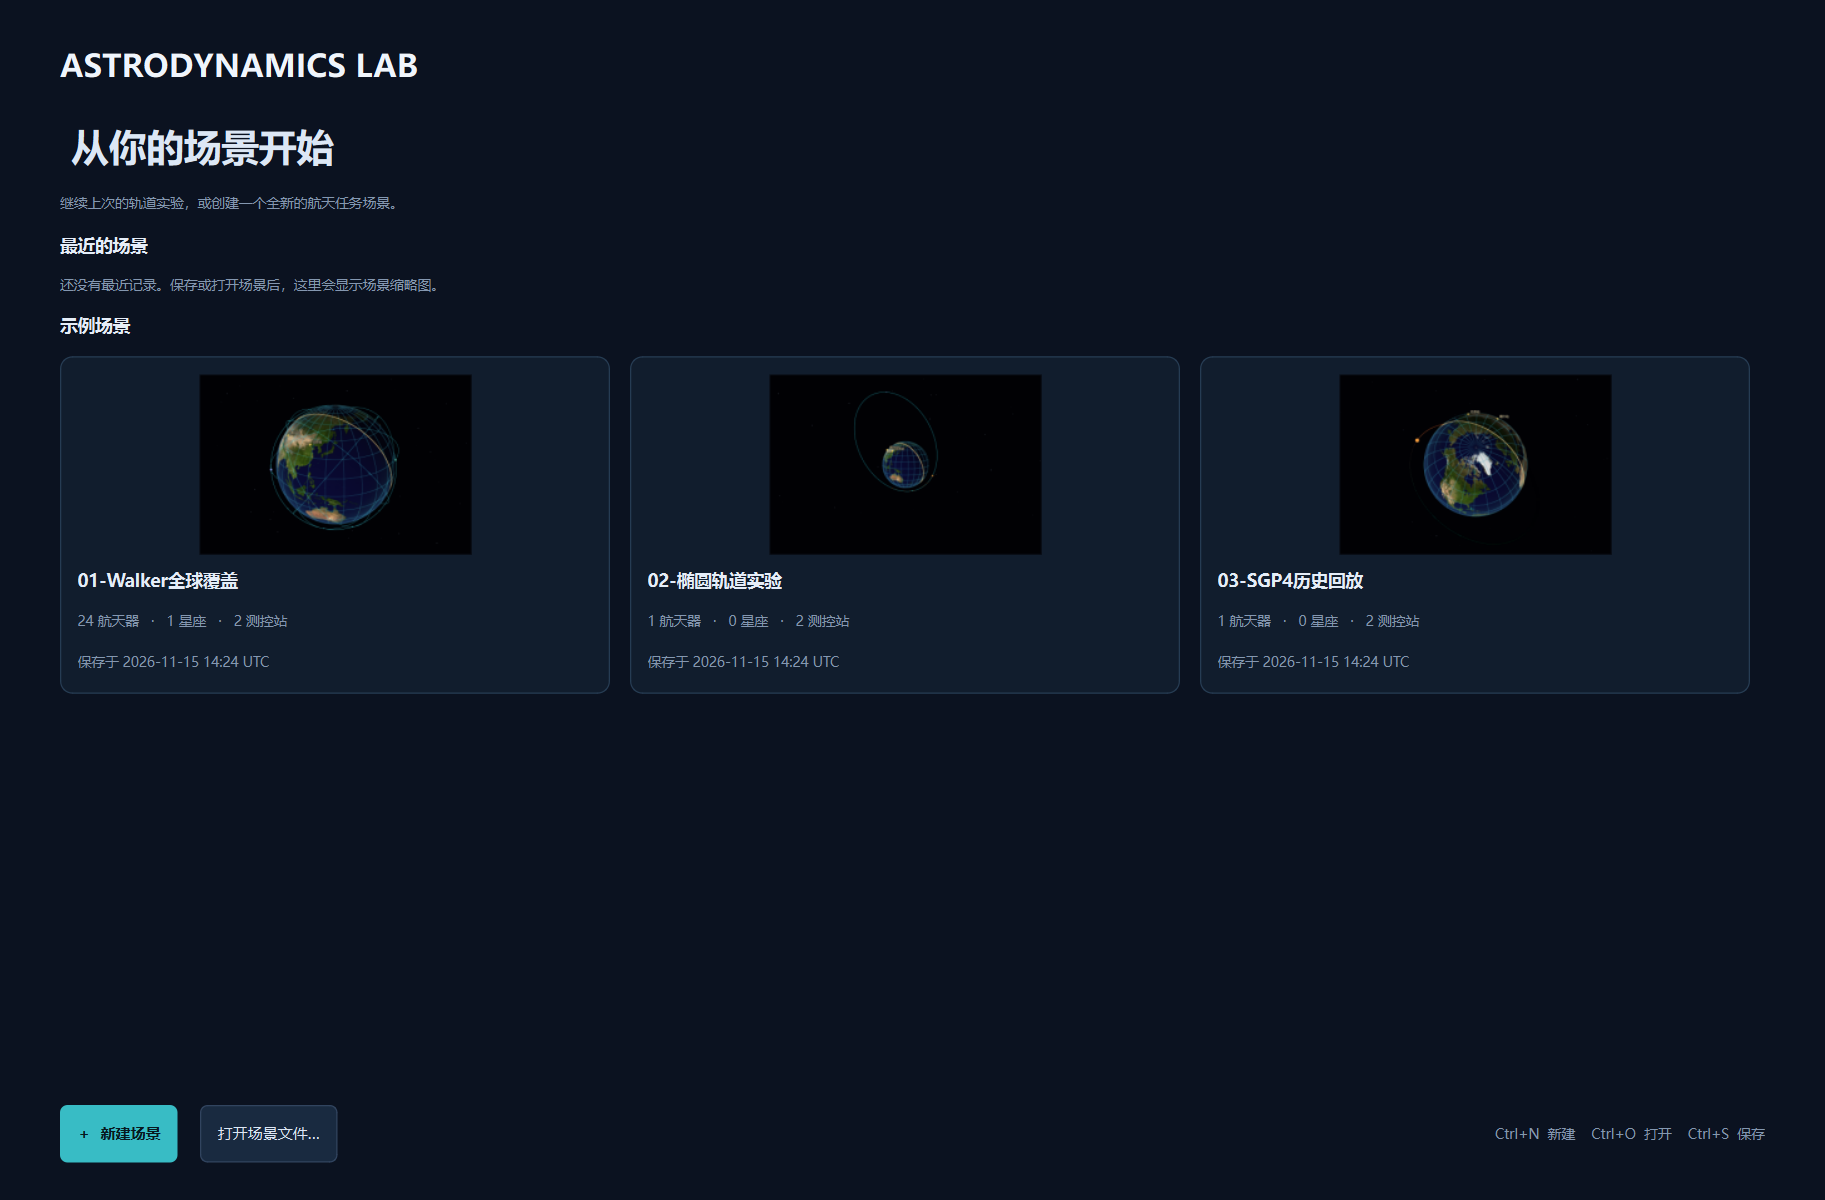 ASTRODYNAMICS LAB
从你的场景开始
继续上次的轨道实验，或创建一个全新的航天任务场景。
最近的场景
还没有最近记录。保存或打开场景后，这里会显示场景缩略图。
示例场景
01-Walker全球覆盖
24 航天器 · 1 星座 · 2 测控站
保存于 2026-11-15 14:24 UTC
02-椭圆轨道实验
1 航天器 · 0 星座 · 2 测控站
保存于 2026-11-15 14:24 UTC
03-SGP4历史回放
1 航天器 · 0 星座 · 2 测控站
保存于 2026-11-15 14:24 UTC
+ 新建场景
打开场景文件...
Ctrl+N 新建 Ctrl+O 打开 Ctrl+S 保存